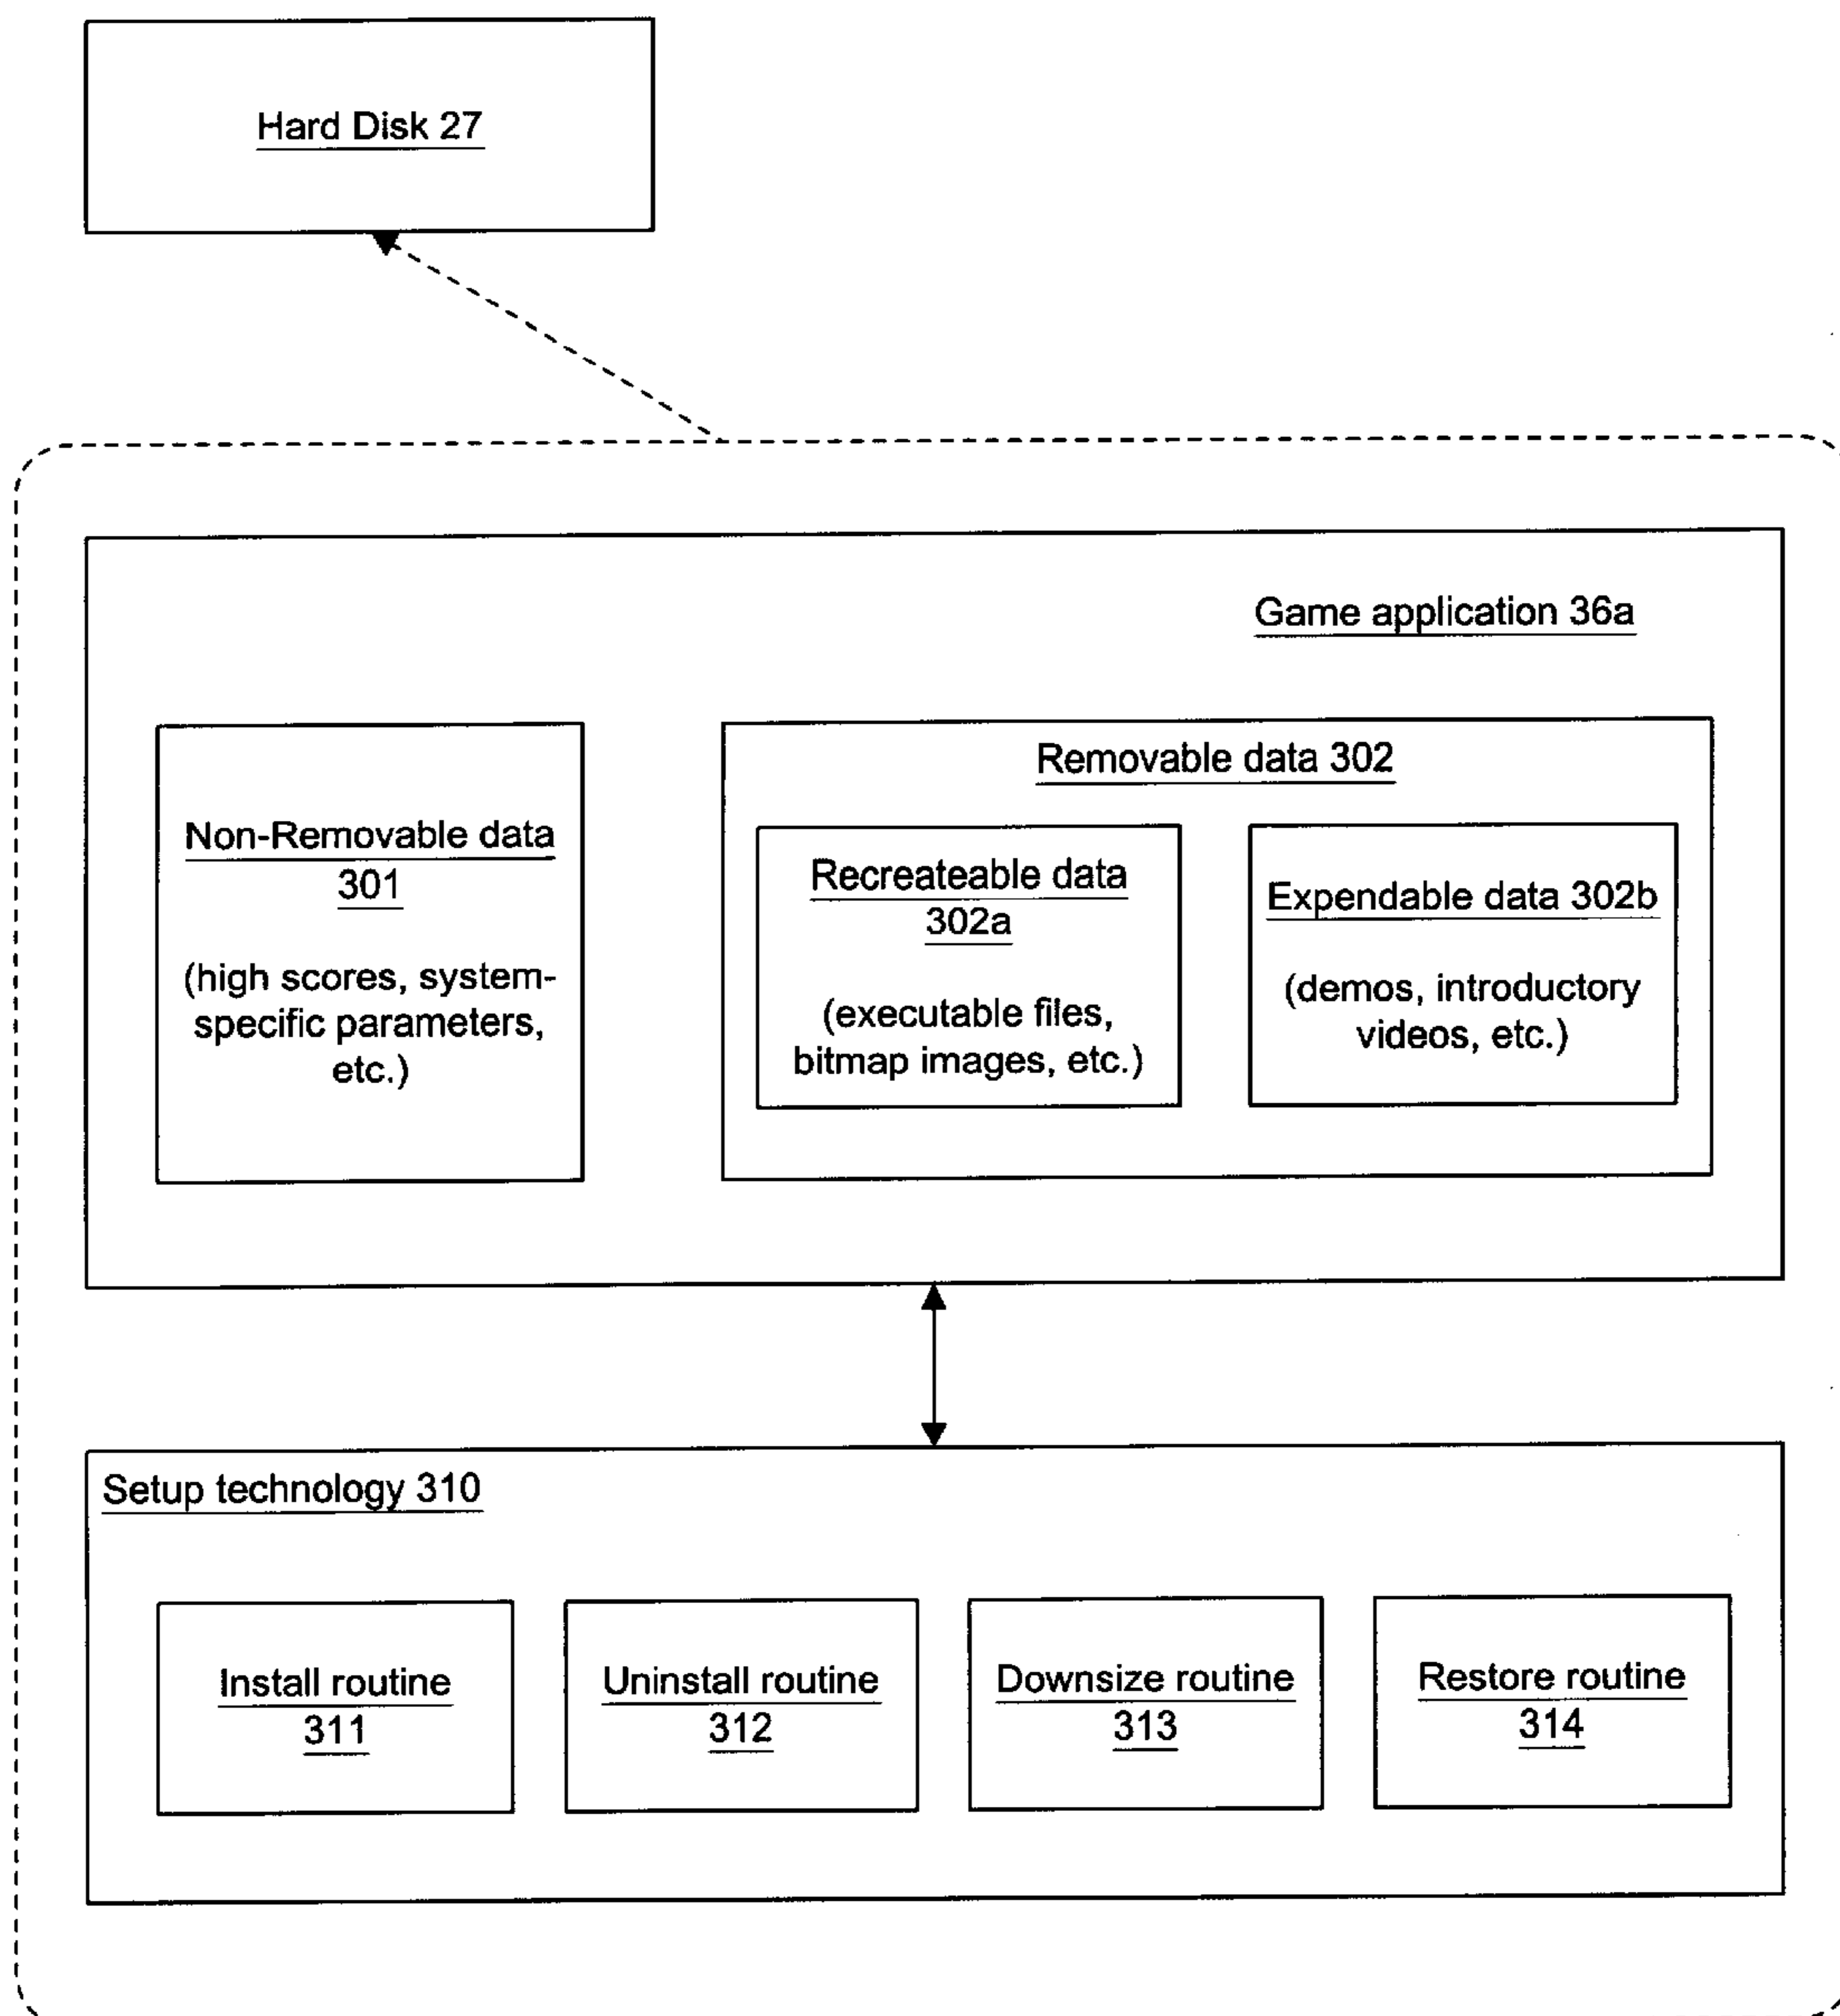 Hard Disk 27
Game application 36a
Non-Removable data
301
(high scores, system-
specific parameters,
etc.)
Removable data 302
Recreateable data
302a
(executable files,
bitmap images, etc.)
Expendable data 302b
(demos, introductory
videos, etc.)
Setup technology 310
Install routine
311
Uninstall routine
312
Downsize routine
313
Restore routine
314